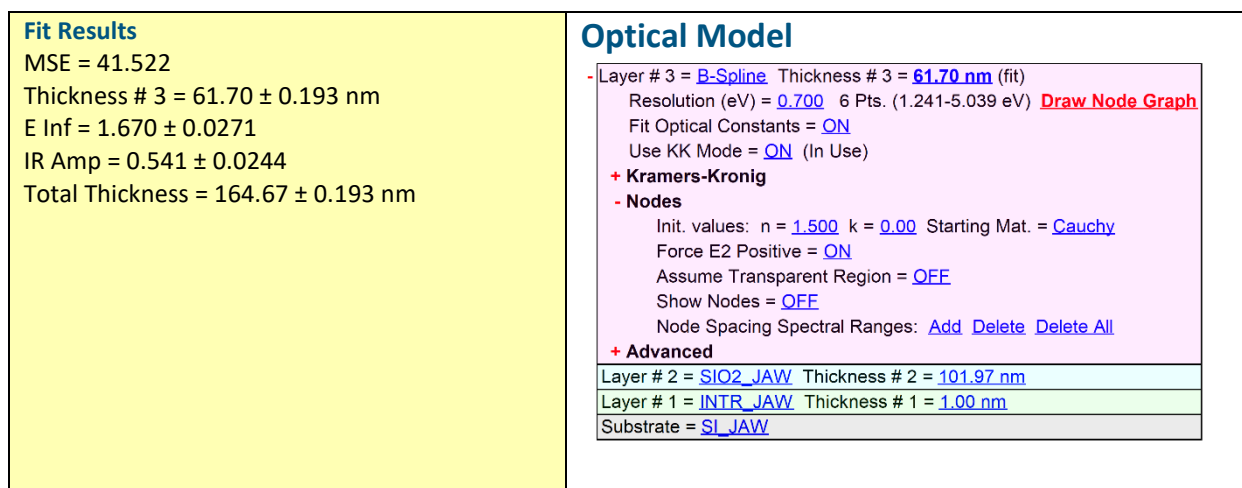 Fit Results
MSE = 41.522
Thickness # 3 = 61.70 ± 0.193 nm
E Inf = 1.670 ± 0.0271
IR Amp = 0.541 ± 0.0244
Total Thickness = 164.67 ± 0.193 nm
Optical Model
- Layer # 3 = B-Spline Thickness # 3 = 61.70 nm (fit)
Resolution (eV) = 0.700 6 Pts. (1.241-5.039 eV) Draw Node Graph
Fit Optical Constants = ON
Use KK Mode = ON (In Use)
+ Kramers-Kronig
- Nodes
Init. values: n = 1.500 k = 0.00 Starting Mat. = Cauchy
Force E2 Positive = ON
Assume Transparent Region = OFF
Show Nodes = OFF
Node Spacing Spectral Ranges: Add Delete Delete All
+ Advanced
Layer # 2 = SIO2_JAW Thickness # 2 = 101.97 nm
Layer # 1 = INTR_JAW Thickness # 1 = 1.00 nm
Substrate = SI_JAW